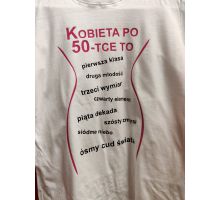 KOBIETA PO
50-TCE TO
pierwsza klasa
druga młodość
trzeci wymiar
czwarty element
piąta dekada
szósty zmysł
siódme niebo
ósmy cud świata